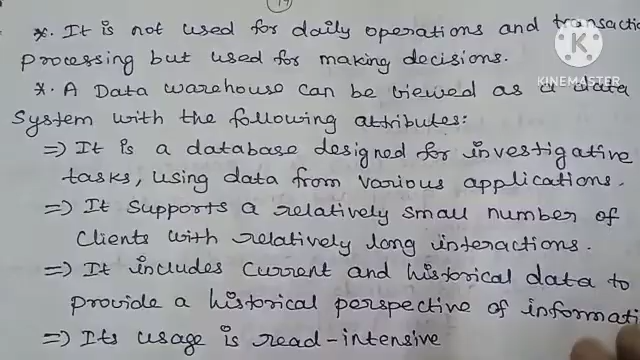 19
*. It is not used for daily operations and transacti
processing but used for making decisions.
*. A Data warehouse can be viewed as a data
system with the following attributes:
=) It is a database designed for investigative
tasks, using data from various applications.
=) It supports a relatively small number of
clients with relatively long interactions.
=) It includes current and historical data to
provide a historical perspective of informati
=) Its usage is read-intensive
K
KINEMASTER